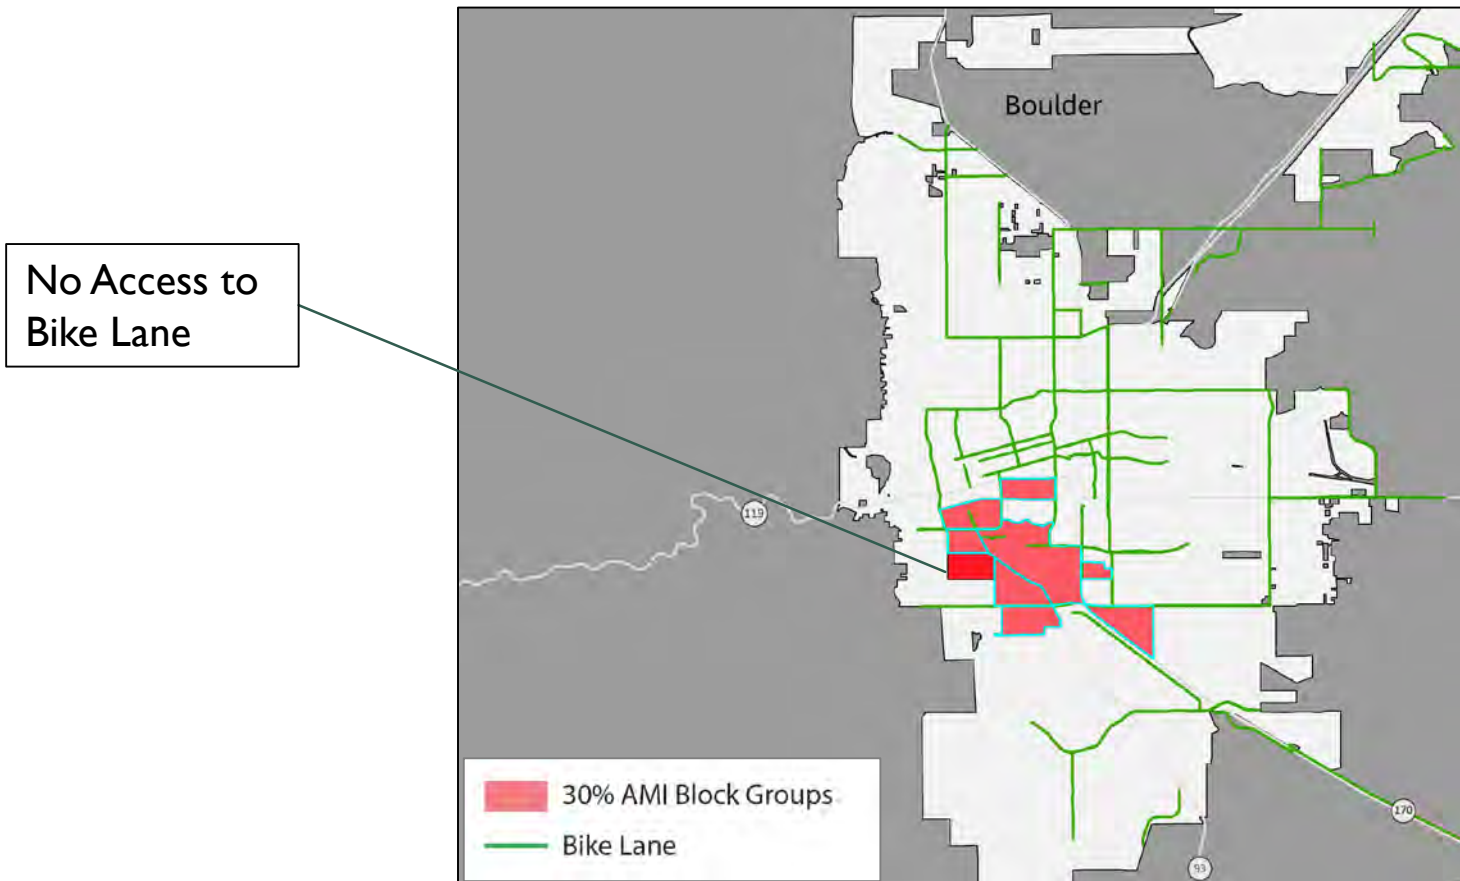 Boulder
No Access to
Bike Lane
119
30% AMI Block Groups
Bike Lane
170
93